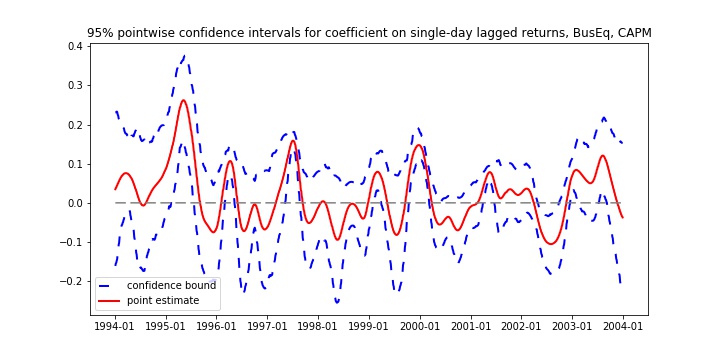 95% pointwise confidence intervals for coefficient on single-day lagged returns, BusEq, CAPM
0.4
0.3
0.2
0.1
0.0
−0.1
−0.2
confidence bound
point estimate
1994-01 1995-01 1996-01 1997-01 1998-01 1999-01 2000-01 2001-01 2002-01 2003-01 2004-01